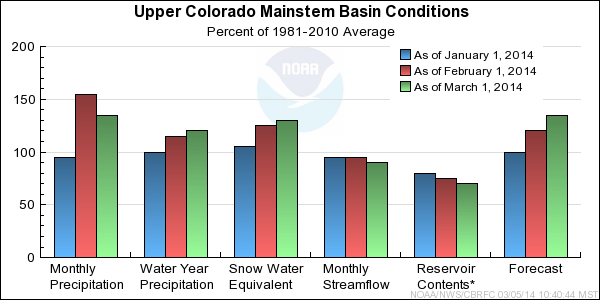 Upper Colorado Mainstem Basin Conditions
Percent of 1981-2010 Average
200
150
100
50
0
NOAA
As of January 1, 2014
As of February 1, 2014
As of March 1, 2014
Monthly
Precipitation
Water Year
Precipitation
Snow Water
Equivalent
Monthly
Streamflow
Reservoir
Contents*
Forecast
NOAA/NWS/CBRFC 03/05/14 10:40:44 MST